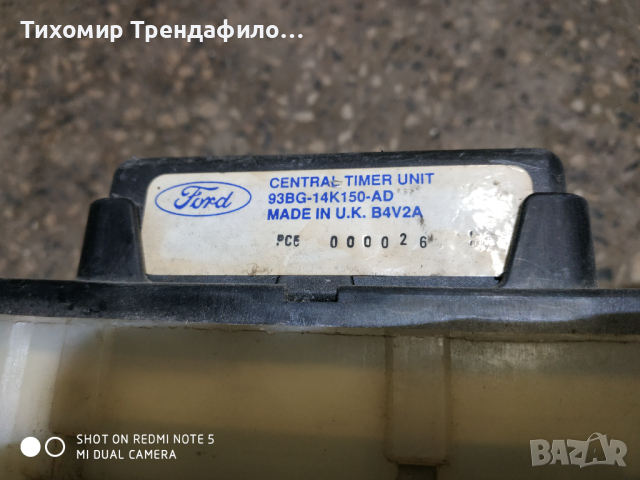 Тихомир Трендафило...
Ford
CENTRAL TIMER UNIT
93BG-14K150-AD
MADE IN U.K. B4V2A
000026
SHOT ON REDMI NOTE 5
MI DUAL CAMERA
BAZAR